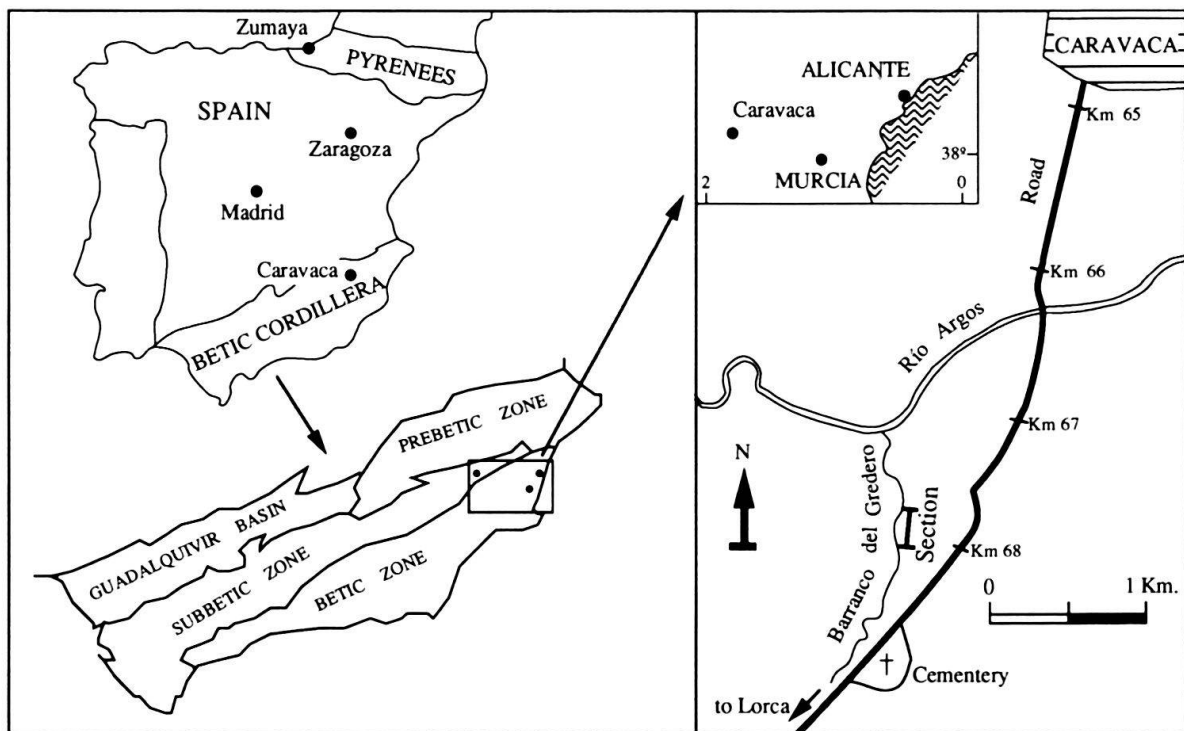 Zumaya
PYRENEES
SPAIN
Zaragoza
Madrid
Caravaca
BETIC CORDILLERA
PREBETIC ZONE
GUADALQUIVIR BASIN
SUBBETIC ZONE
BETIC ZONE
ALICANTE
Caravaca
MURCIA
38º
2
0
CARAVACA
Km 65
Road
Km 66
Rio Argos
Km 67
N
Barranco del Gredero
Section
Km 68
0
1 Km.
Cementery
to Lorca